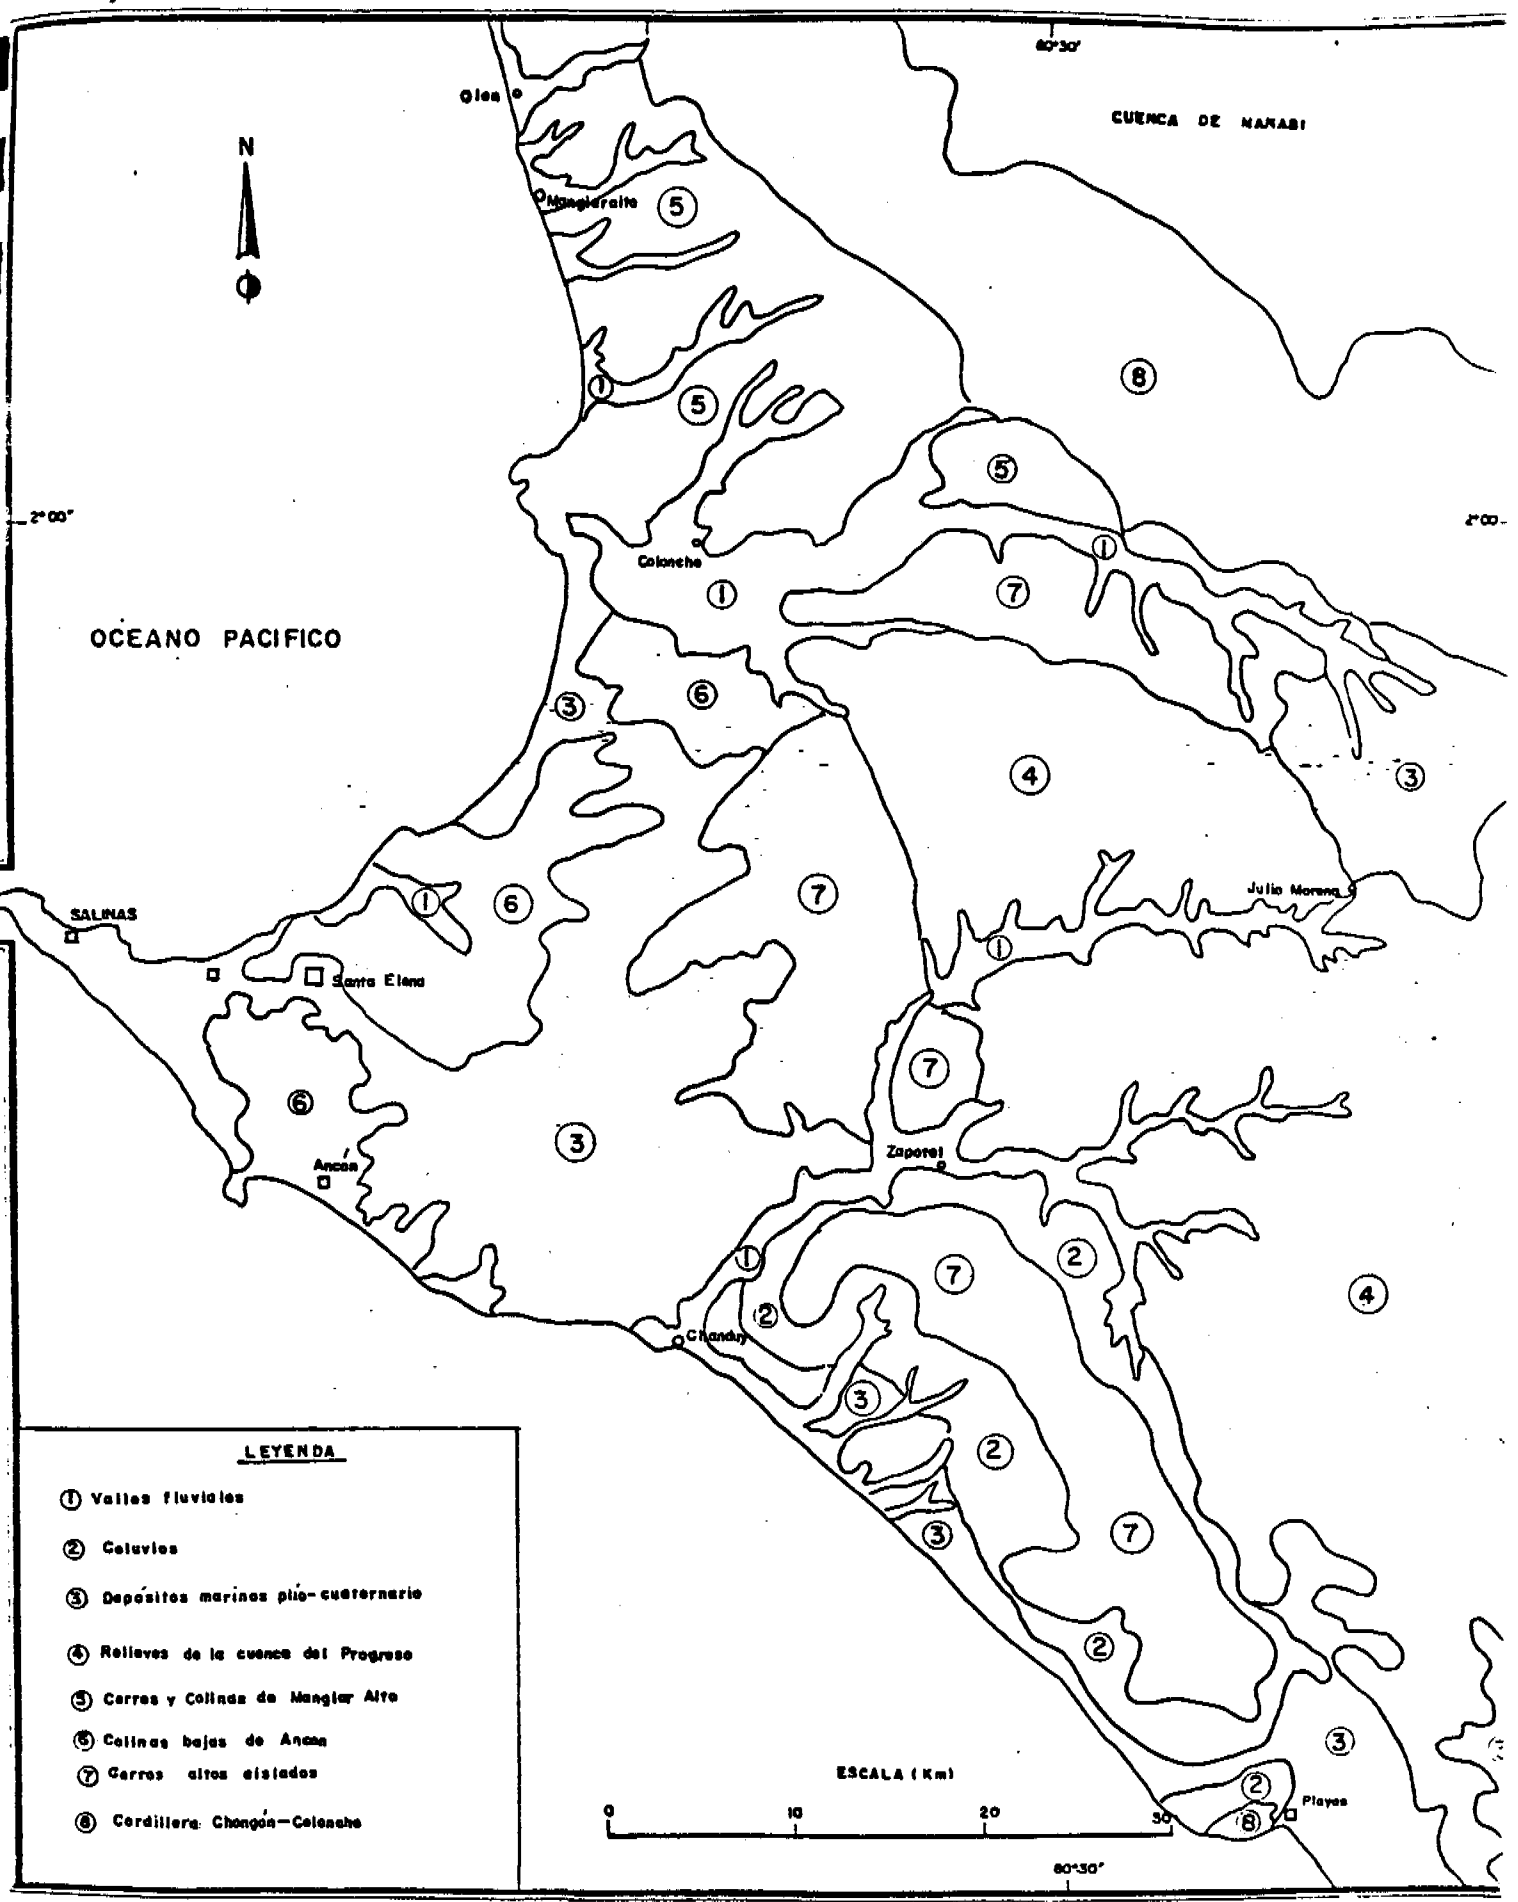 80°30'
CUENCA DE MANABI
Olon
N
Manglaralto
5
8
1
5
5
2°00"
2°00
1
Colonche
1
7
OCEANO PACIFICO
6
3
4
3
7
Julio Moreno
1
6
SALINAS
1
Santa Elena
7
6
3
Zapotal
Ancón
1
2
7
4
2
Chanduy
3
2
LEYENDA
1 Valles fluviales
3
7
2 Coluvios
3 Depósitos marinos plio-cuaternario
2
4 Relieves de la cuenca del Progreso
5 Cerros y Colinas de Manglar Alto
6 Colinas bajas de Ancon
3
7 Cerros altos aislados
ESCALA (Km)
2
Playas
8 Cordillera Chongón-Colonche
0 10 20 30
8
80°30"